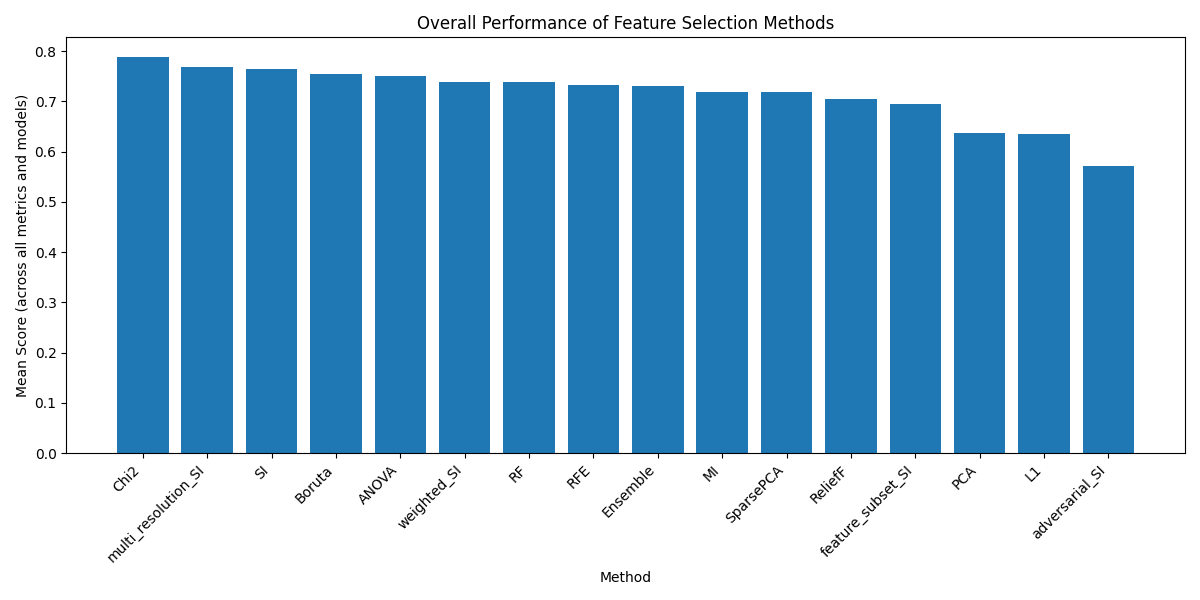 Overall Performance of Feature Selection Methods
Mean Score (across all metrics and models)
0.8
0.7
0.6
0.5
0.4
0.3
0.2
0.1
0.0
Chi2
multi_resolution_SI
SI
Boruta
ANOVA
weighted_SI
RF
RFE
Ensemble
MI
SparsePCA
ReliefF
feature_subset_SI
PCA
L1
adversarial_SI
Method